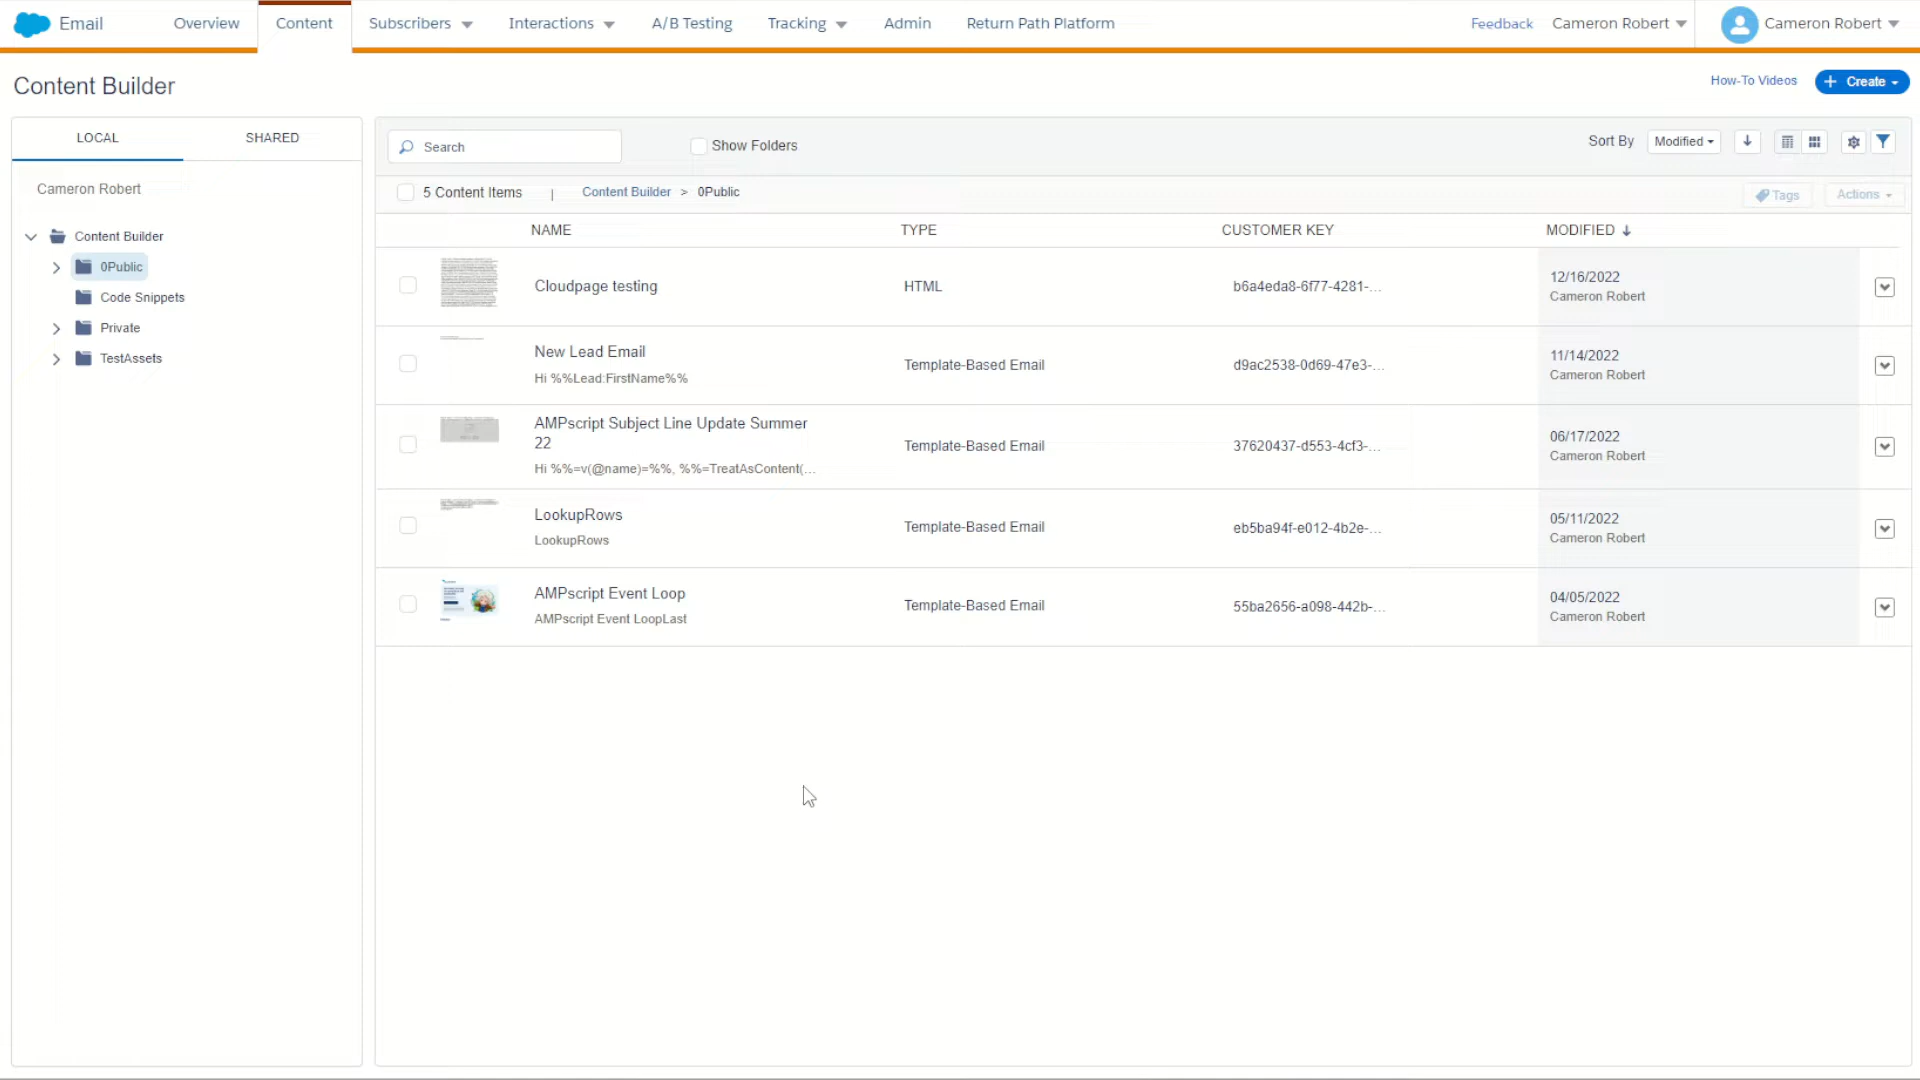 Email
Overview
Content
Subscribers
Interactions
A/B Testing
Tracking
Admin
Return Path Platform
Feedback
Cameron Robert
Cameron Robert
Content Builder
How-To Videos
+ Create
LOCAL
SHARED
Cameron Robert
Content Builder
0Public
Code Snippets
Private
TestAssets
Search
Show Folders
Sort By
Modified
5 Content Items | Content Builder > 0Public
Tags
Actions
NAME
TYPE
CUSTOMER KEY
MODIFIED
Cloudpage testing
HTML
b6a4eda8-6f77-4281-...
12/16/2022
Cameron Robert
New Lead Email
Hi %%Lead:FirstName%%
Template-Based Email
d9ac2538-0d69-47e3-...
11/14/2022
Cameron Robert
AMPscript Subject Line Update Summer
22
Hi %%=v(@name)=%%, %%=TreatAsContent(...
Template-Based Email
37620437-d553-4cf3-...
06/17/2022
Cameron Robert
LookupRows
LookupRows
Template-Based Email
eb5ba94f-e012-4b2e-...
05/11/2022
Cameron Robert
AMPscript Event Loop
AMPscript Event LoopLast
Template-Based Email
55ba2656-a098-442b-...
04/05/2022
Cameron Robert